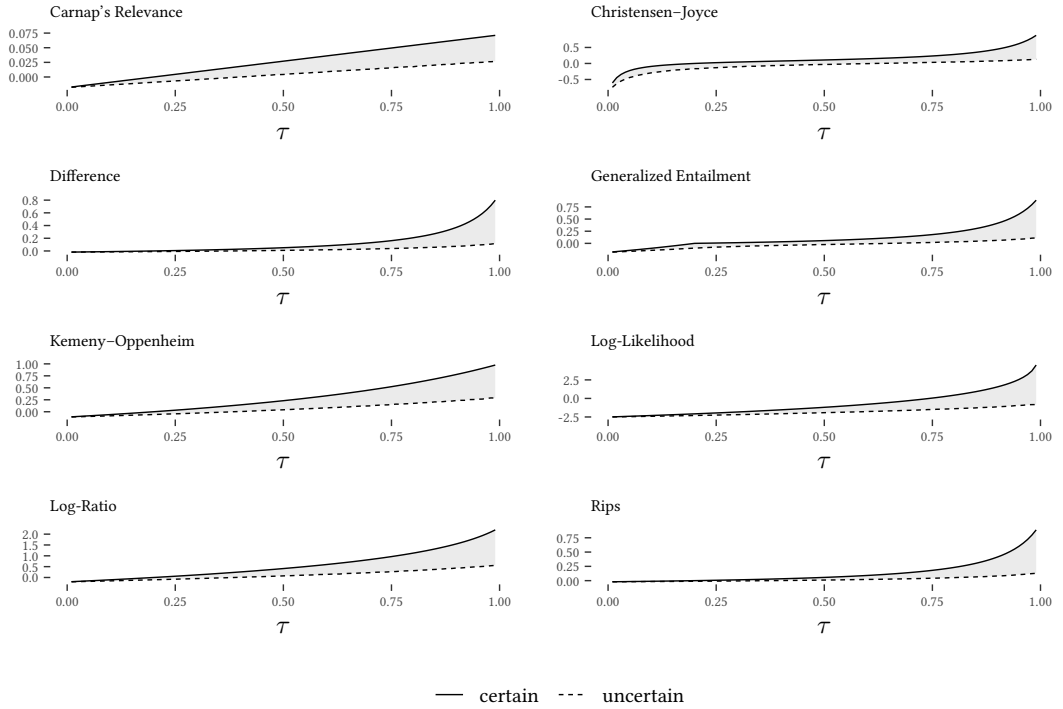 Carnap's Relevance
0.075
0.050
0.025
0.000
0.00 0.25 0.50 0.75 1.00
τ
Christensen–Joyce
0.5
0.0
-0.5
0.00 0.25 0.50 0.75 1.00
τ
Difference
0.8
0.6
0.4
0.2
0.0
0.00 0.25 0.50 0.75 1.00
τ
Generalized Entailment
0.75
0.50
0.25
0.00
0.00 0.25 0.50 0.75 1.00
τ
Kemeny–Oppenheim
1.00
0.75
0.50
0.25
0.00
0.00 0.25 0.50 0.75 1.00
τ
Log-Likelihood
2.5
0.0
-2.5
0.00 0.25 0.50 0.75 1.00
τ
Log-Ratio
2.0
1.5
1.0
0.5
0.0
0.00 0.25 0.50 0.75 1.00
τ
Rips
0.75
0.50
0.25
0.00
0.00 0.25 0.50 0.75 1.00
τ
certain uncertain